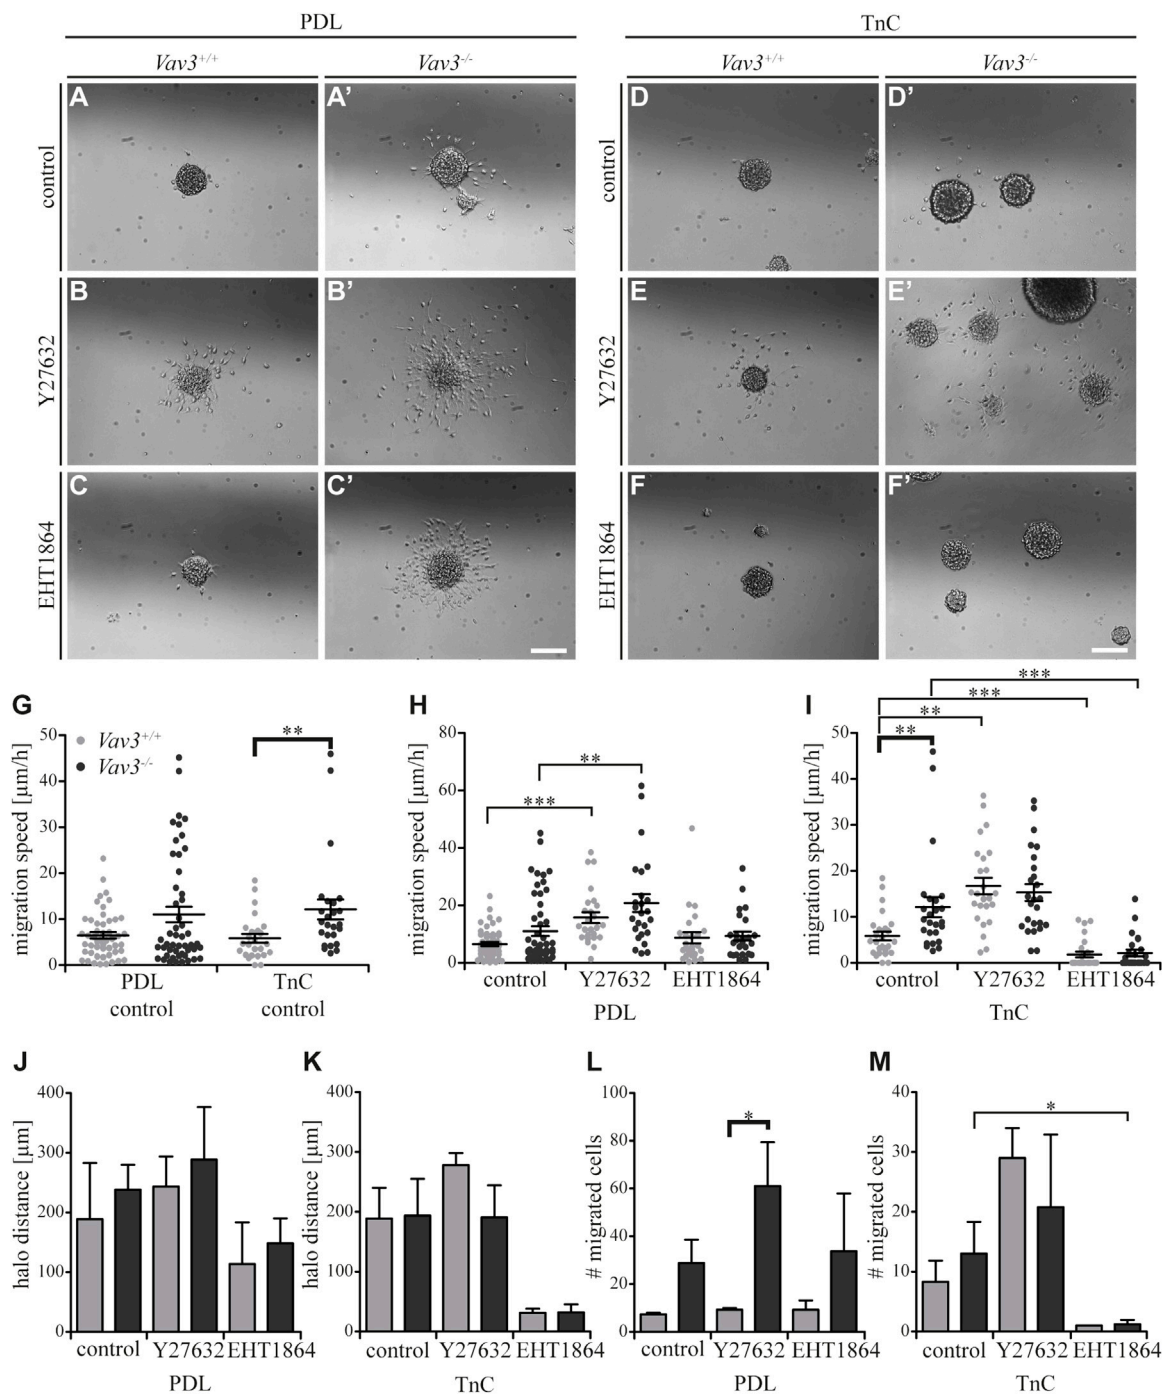 PDL TnC
Vav3+/+ Vav3-/- Vav3+/+ Vav3-/-
control A A' control D D'
Y27632 B B' Y27632 E E'
EHT1864 C C' EHT1864 F F'
G
migration speed [µm/h]
50
40
30
20
10
0
Vav3+/+
Vav3-/-
**
PDL TnC
control control
H
migration speed [µm/h]
80
60
40
20
0
**
***
control Y27632 EHT1864
PDL
I
migration speed [µm/h]
50
40
30
20
10
0
***
***
**
**
control Y27632 EHT1864
TnC
J
halo distance [µm]
400
300
200
100
0
control Y27632 EHT1864
PDL
K
halo distance [µm]
400
300
200
100
0
control Y27632 EHT1864
TnC
L
# migrated cells
100
80
60
40
20
0
*
control Y27632 EHT1864
PDL
M
# migrated cells
40
30
20
10
0
*
control Y27632 EHT1864
TnC